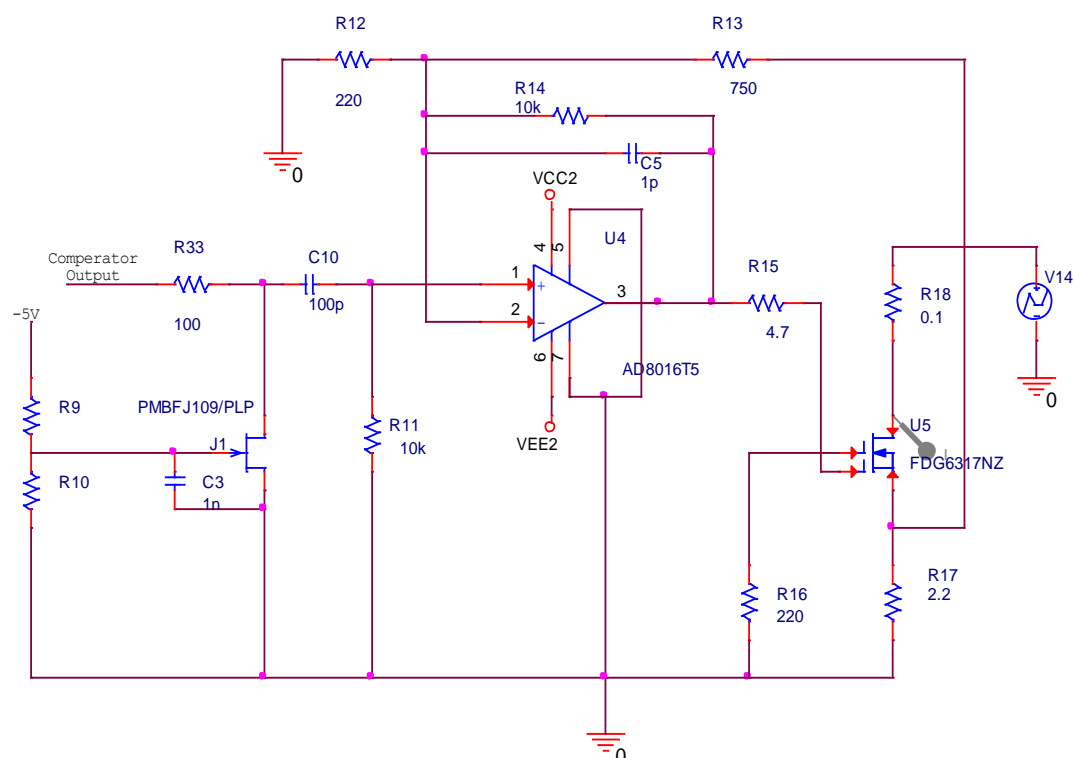 R12
220
R13
750
R14
10k
C5
1p
VCC2
4
5
U4
Comperator
Output
R33
100
C10
100p
1
+
2
−
3
6
7
AD8016T5
VEE2
R15
4.7
R18
0.1
V14
+
−
0
0
-5V
R9
PMBFJ109/PLP
J1
R10
C3
1n
R11
10k
U5
FDG6317NZ
R16
220
R17
2.2
0